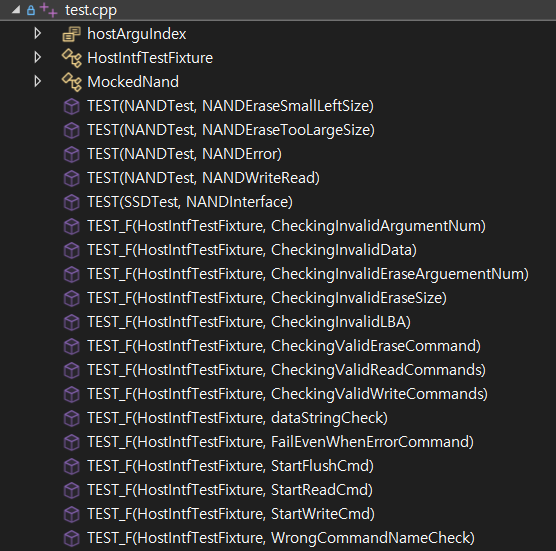 test.cpp
hostArguIndex
HostIntfTestFixture
MockedNand
TEST(NANDTest, NANDEraseSmallLeftSize)
TEST(NANDTest, NANDEraseTooLargeSize)
TEST(NANDTest, NANDError)
TEST(NANDTest, NANDWriteRead)
TEST(SSDTest, NANDInterface)
TEST_F(HostIntfTestFixture, CheckingInvalidArgumentNum)
TEST_F(HostIntfTestFixture, CheckingInvalidData)
TEST_F(HostIntfTestFixture, CheckingInvalidEraseArguementNum)
TEST_F(HostIntfTestFixture, CheckingInvalidEraseSize)
TEST_F(HostIntfTestFixture, CheckingInvalidLBA)
TEST_F(HostIntfTestFixture, CheckingValidEraseCommand)
TEST_F(HostIntfTestFixture, CheckingValidReadCommands)
TEST_F(HostIntfTestFixture, CheckingValidWriteCommands)
TEST_F(HostIntfTestFixture, dataStringCheck)
TEST_F(HostIntfTestFixture, FailEvenWhenErrorCommand)
TEST_F(HostIntfTestFixture, StartFlushCmd)
TEST_F(HostIntfTestFixture, StartReadCmd)
TEST_F(HostIntfTestFixture, StartWriteCmd)
TEST_F(HostIntfTestFixture, WrongCommandNameCheck)